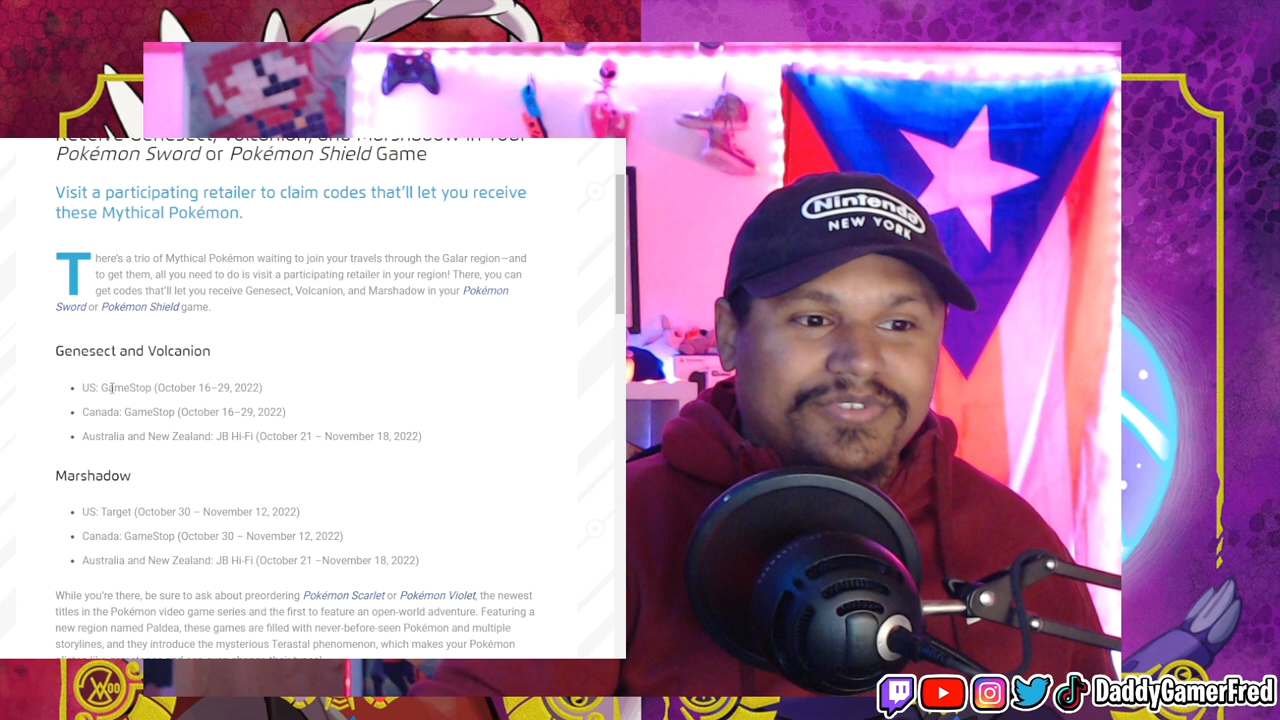 Receive Genesect, Volcanion, and Marshadow in Your
Pokémon Sword or Pokémon Shield Game
Visit a participating retailer to claim codes that'll let you receive
these Mythical Pokémon.
There's a trio of Mythical Pokémon waiting to join your travels through the Galar region—and
to get them, all you need to do is visit a participating retailer in your region! There, you can
get codes that'll let you receive Genesect, Volcanion, and Marshadow in your Pokémon
Sword or Pokémon Shield game.
Genesect and Volcanion
• US: GameStop (October 16–29, 2022)
• Canada: GameStop (October 16–29, 2022)
• Australia and New Zealand: JB Hi-Fi (October 21 – November 18, 2022)
Marshadow
• US: Target (October 30 – November 12, 2022)
• Canada: GameStop (October 30 – November 12, 2022)
• Australia and New Zealand: JB Hi-Fi (October 21 –November 18, 2022)
While you're there, be sure to ask about preordering Pokémon Scarlet or Pokémon Violet, the newest
titles in the Pokémon video game series and the first to feature an open-world adventure. Featuring a
new region named Paldea, these games are filled with never-before-seen Pokémon and multiple
storylines, and they introduce the mysterious Terastal phenomenon, which makes your Pokémon
Nintendo
NEW YORK
DaddyGamerFred